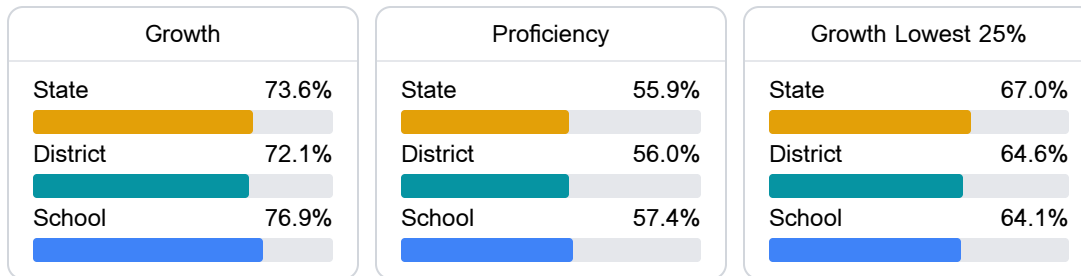 Growth
State 73.6%
District 72.1%
School 76.9%
Proficiency
State 55.9%
District 56.0%
School 57.4%
Growth Lowest 25%
State 67.0%
District 64.6%
School 64.1%